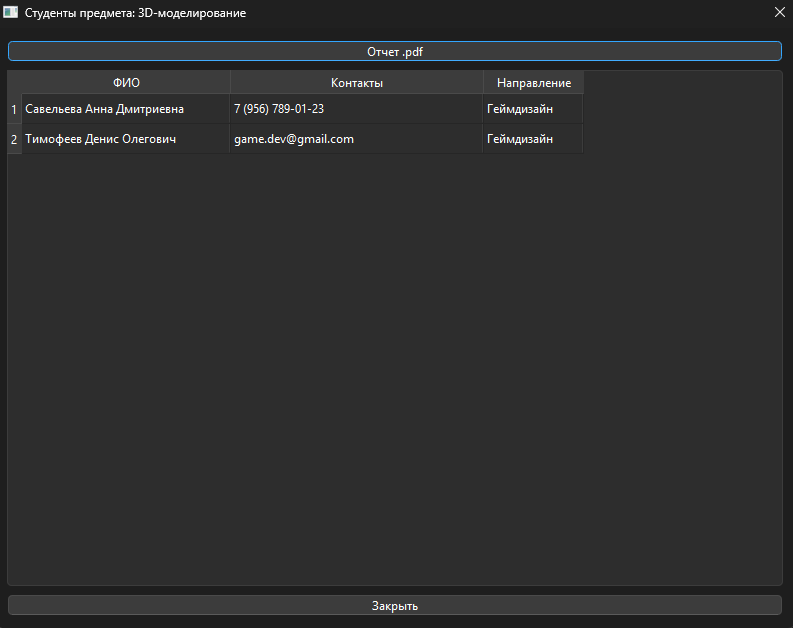 Студенты предмета: 3D-моделирование
Отчет .pdf
ФИО Контакты Направление
1 Савельева Анна Дмитриевна 7 (956) 789-01-23 Геймдизайн
2 Тимофеев Денис Олегович game.dev@gmail.com Геймдизайн
Закрыть